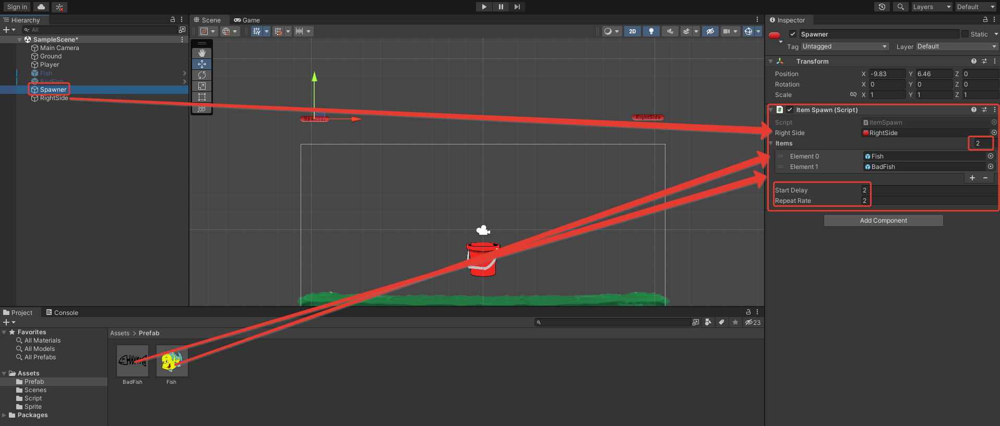 Sign in
Layers
Default
Hierarchy
All
SampleScene*
Main Camera
Ground
Player
Fish
BadFish
Spawner
RightSide
Scene
Game
2D
Spawner
RightSide
Inspector
Spawner
Static
Tag Untagged
Layer Default
Transform
Position X -9.83 Y 6.46 Z 0
Rotation X 0 Y 0 Z 0
Scale X 1 Y 1 Z 1
# Item Spawn (Script)
Script ItemSpawn
Right Side RightSide
Items 2
Element 0 Fish
Element 1 BadFish
Start Delay 2
Repeat Rate 2
Add Component
Project
Console
23
Favorites
All Materials
All Models
All Prefabs
Assets
Prefab
Scenes
Script
Sprite
Packages
Assets > Prefab
BadFish
Fish